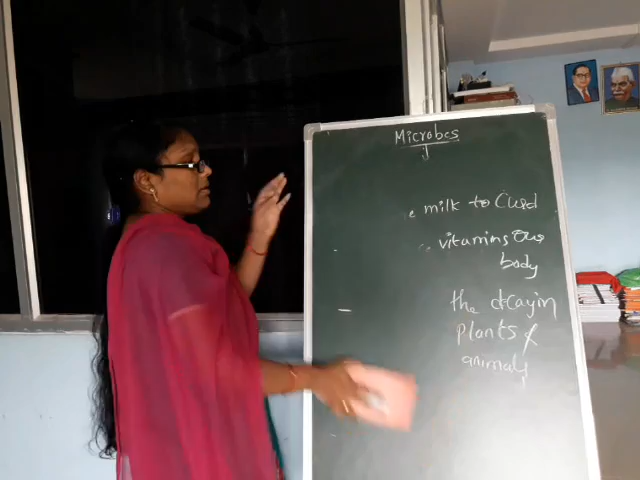 Microbes
e milk to Curd
vitamins Our
body
the decayin
plants &
animals